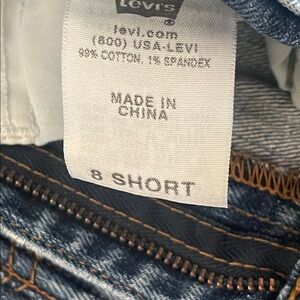 Levi's
levi.com
(800) USA-LEVI
99% COTTON, 1% SPANDEX
MADE IN
CHINA
8 SHORT